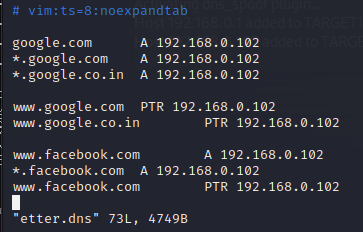 # vim:ts=8:noexpandtab
google.com A 192.168.0.102
*.google.com A 192.168.0.102
*.google.co.in A 192.168.0.102
www.google.com PTR 192.168.0.102
www.google.co.in PTR 192.168.0.102
www.facebook.com A 192.168.0.102
*.facebook.com A 192.168.0.102
www.facebook.com PTR 192.168.0.102
"etter.dns" 73L, 4749B